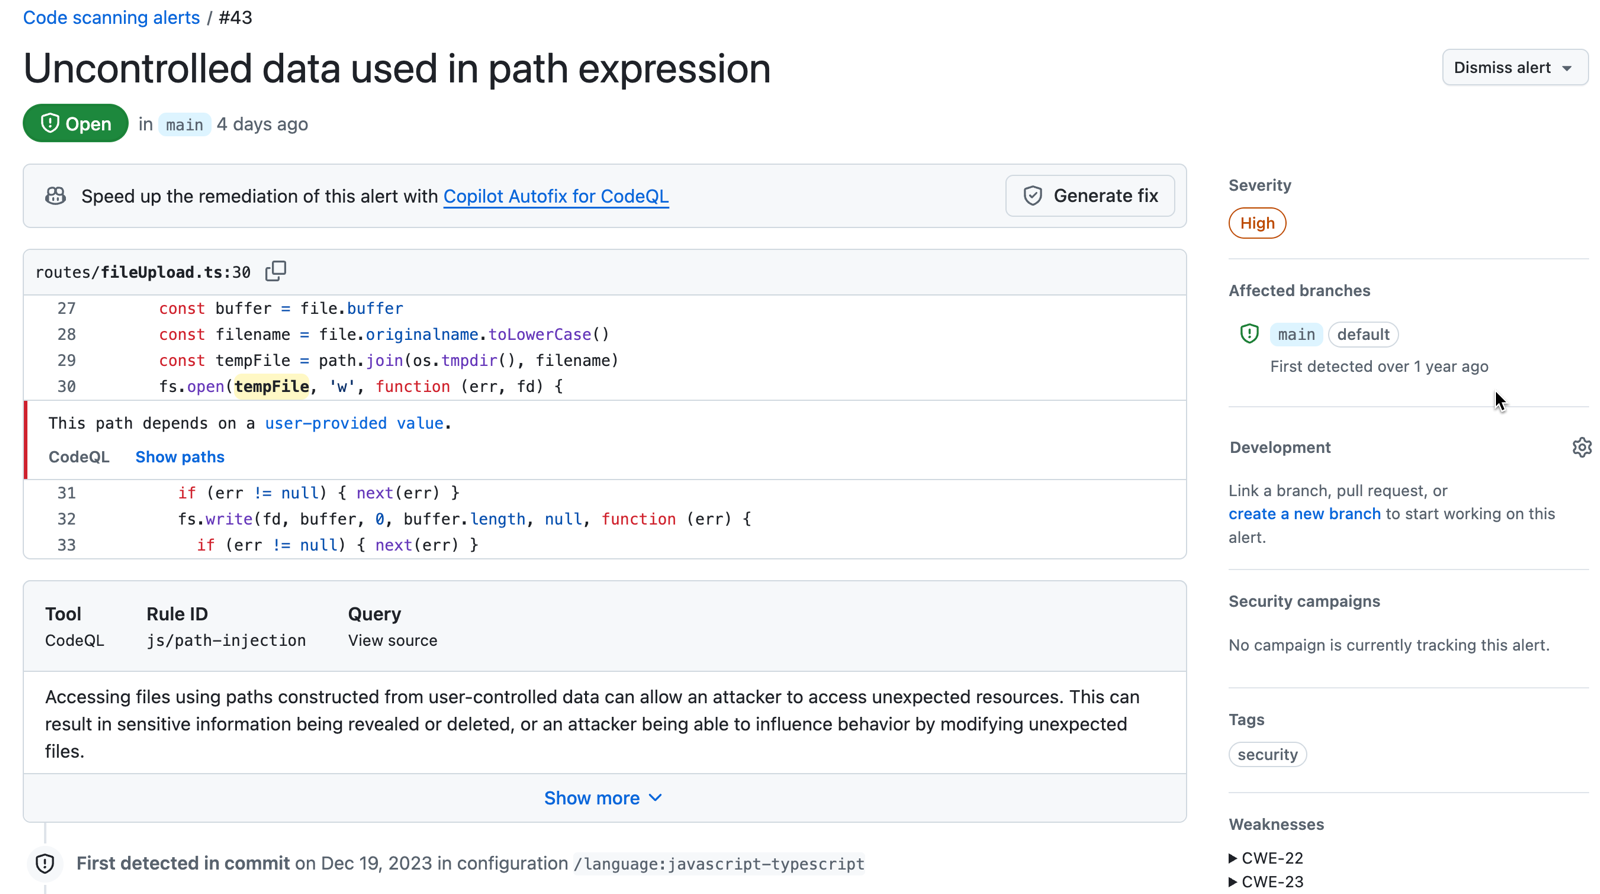 Code scanning alerts / #43
Uncontrolled data used in path expression
Dismiss alert
Open in main 4 days ago
Speed up the remediation of this alert with Copilot Autofix for CodeQL
Generate fix
routes/fileUpload.ts:30
27 const buffer = file.buffer
28 const filename = file.originalname.toLowerCase()
29 const tempFile = path.join(os.tmpdir(), filename)
30 fs.open(tempFile, 'w', function (err, fd) {
This path depends on a user-provided value.
CodeQL Show paths
31 if (err != null) { next(err) }
32 fs.write(fd, buffer, 0, buffer.length, null, function (err) {
33 if (err != null) { next(err) }
Tool Rule ID Query
CodeQL js/path-injection View source
Accessing files using paths constructed from user-controlled data can allow an attacker to access unexpected resources. This can
result in sensitive information being revealed or deleted, or an attacker being able to influence behavior by modifying unexpected
files.
Show more
First detected in commit on Dec 19, 2023 in configuration /language:javascript-typescript
Severity
High
Affected branches
main default
First detected over 1 year ago
Development
Link a branch, pull request, or
create a new branch to start working on this
alert.
Security campaigns
No campaign is currently tracking this alert.
Tags
security
Weaknesses
CWE-22
CWE-23